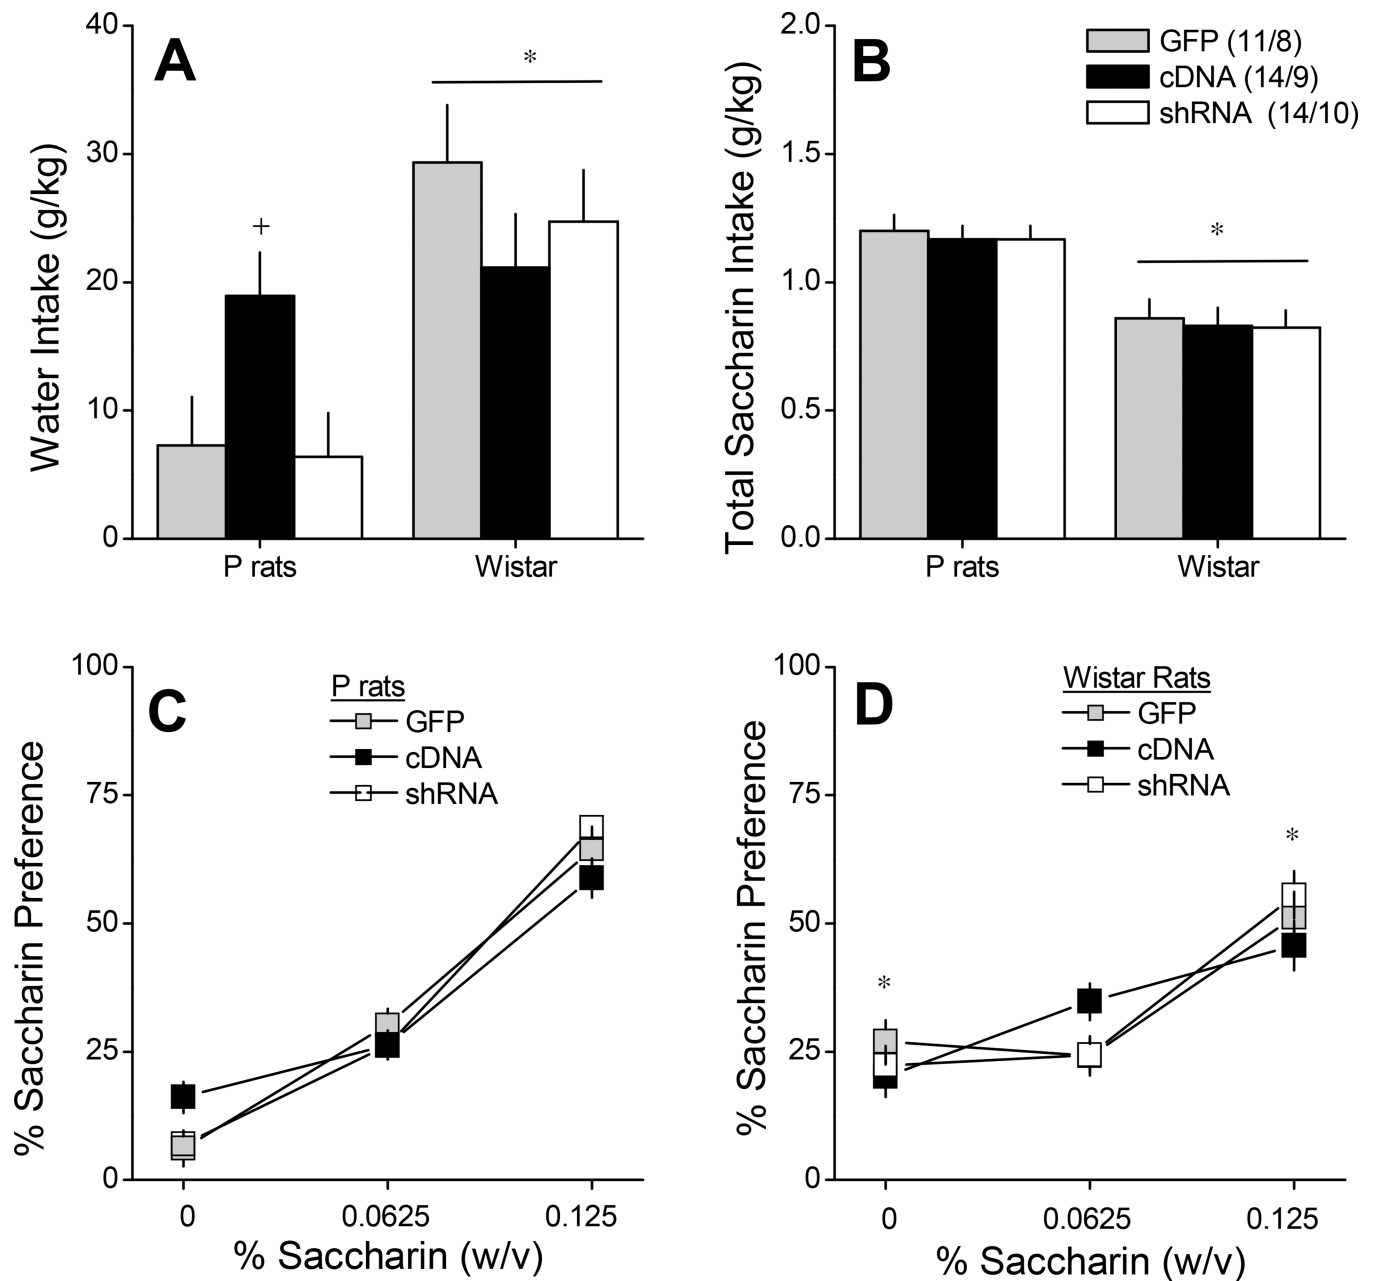 A
Water Intake (g/kg)
40
30
20
10
0
+
*
P rats
Wistar
B
Total Saccharin Intake (g/kg)
2.0
1.5
1.0
0.5
0.0
GFP (11/8)
cDNA (14/9)
shRNA (14/10)
*
P rats
Wistar
C
% Saccharin Preference
100
75
50
25
0
P rats
GFP
cDNA
shRNA
0
0.0625
0.125
% Saccharin (w/v)
D
% Saccharin Preference
100
75
50
25
0
Wistar Rats
GFP
cDNA
shRNA
*
*
0
0.0625
0.125
% Saccharin (w/v)